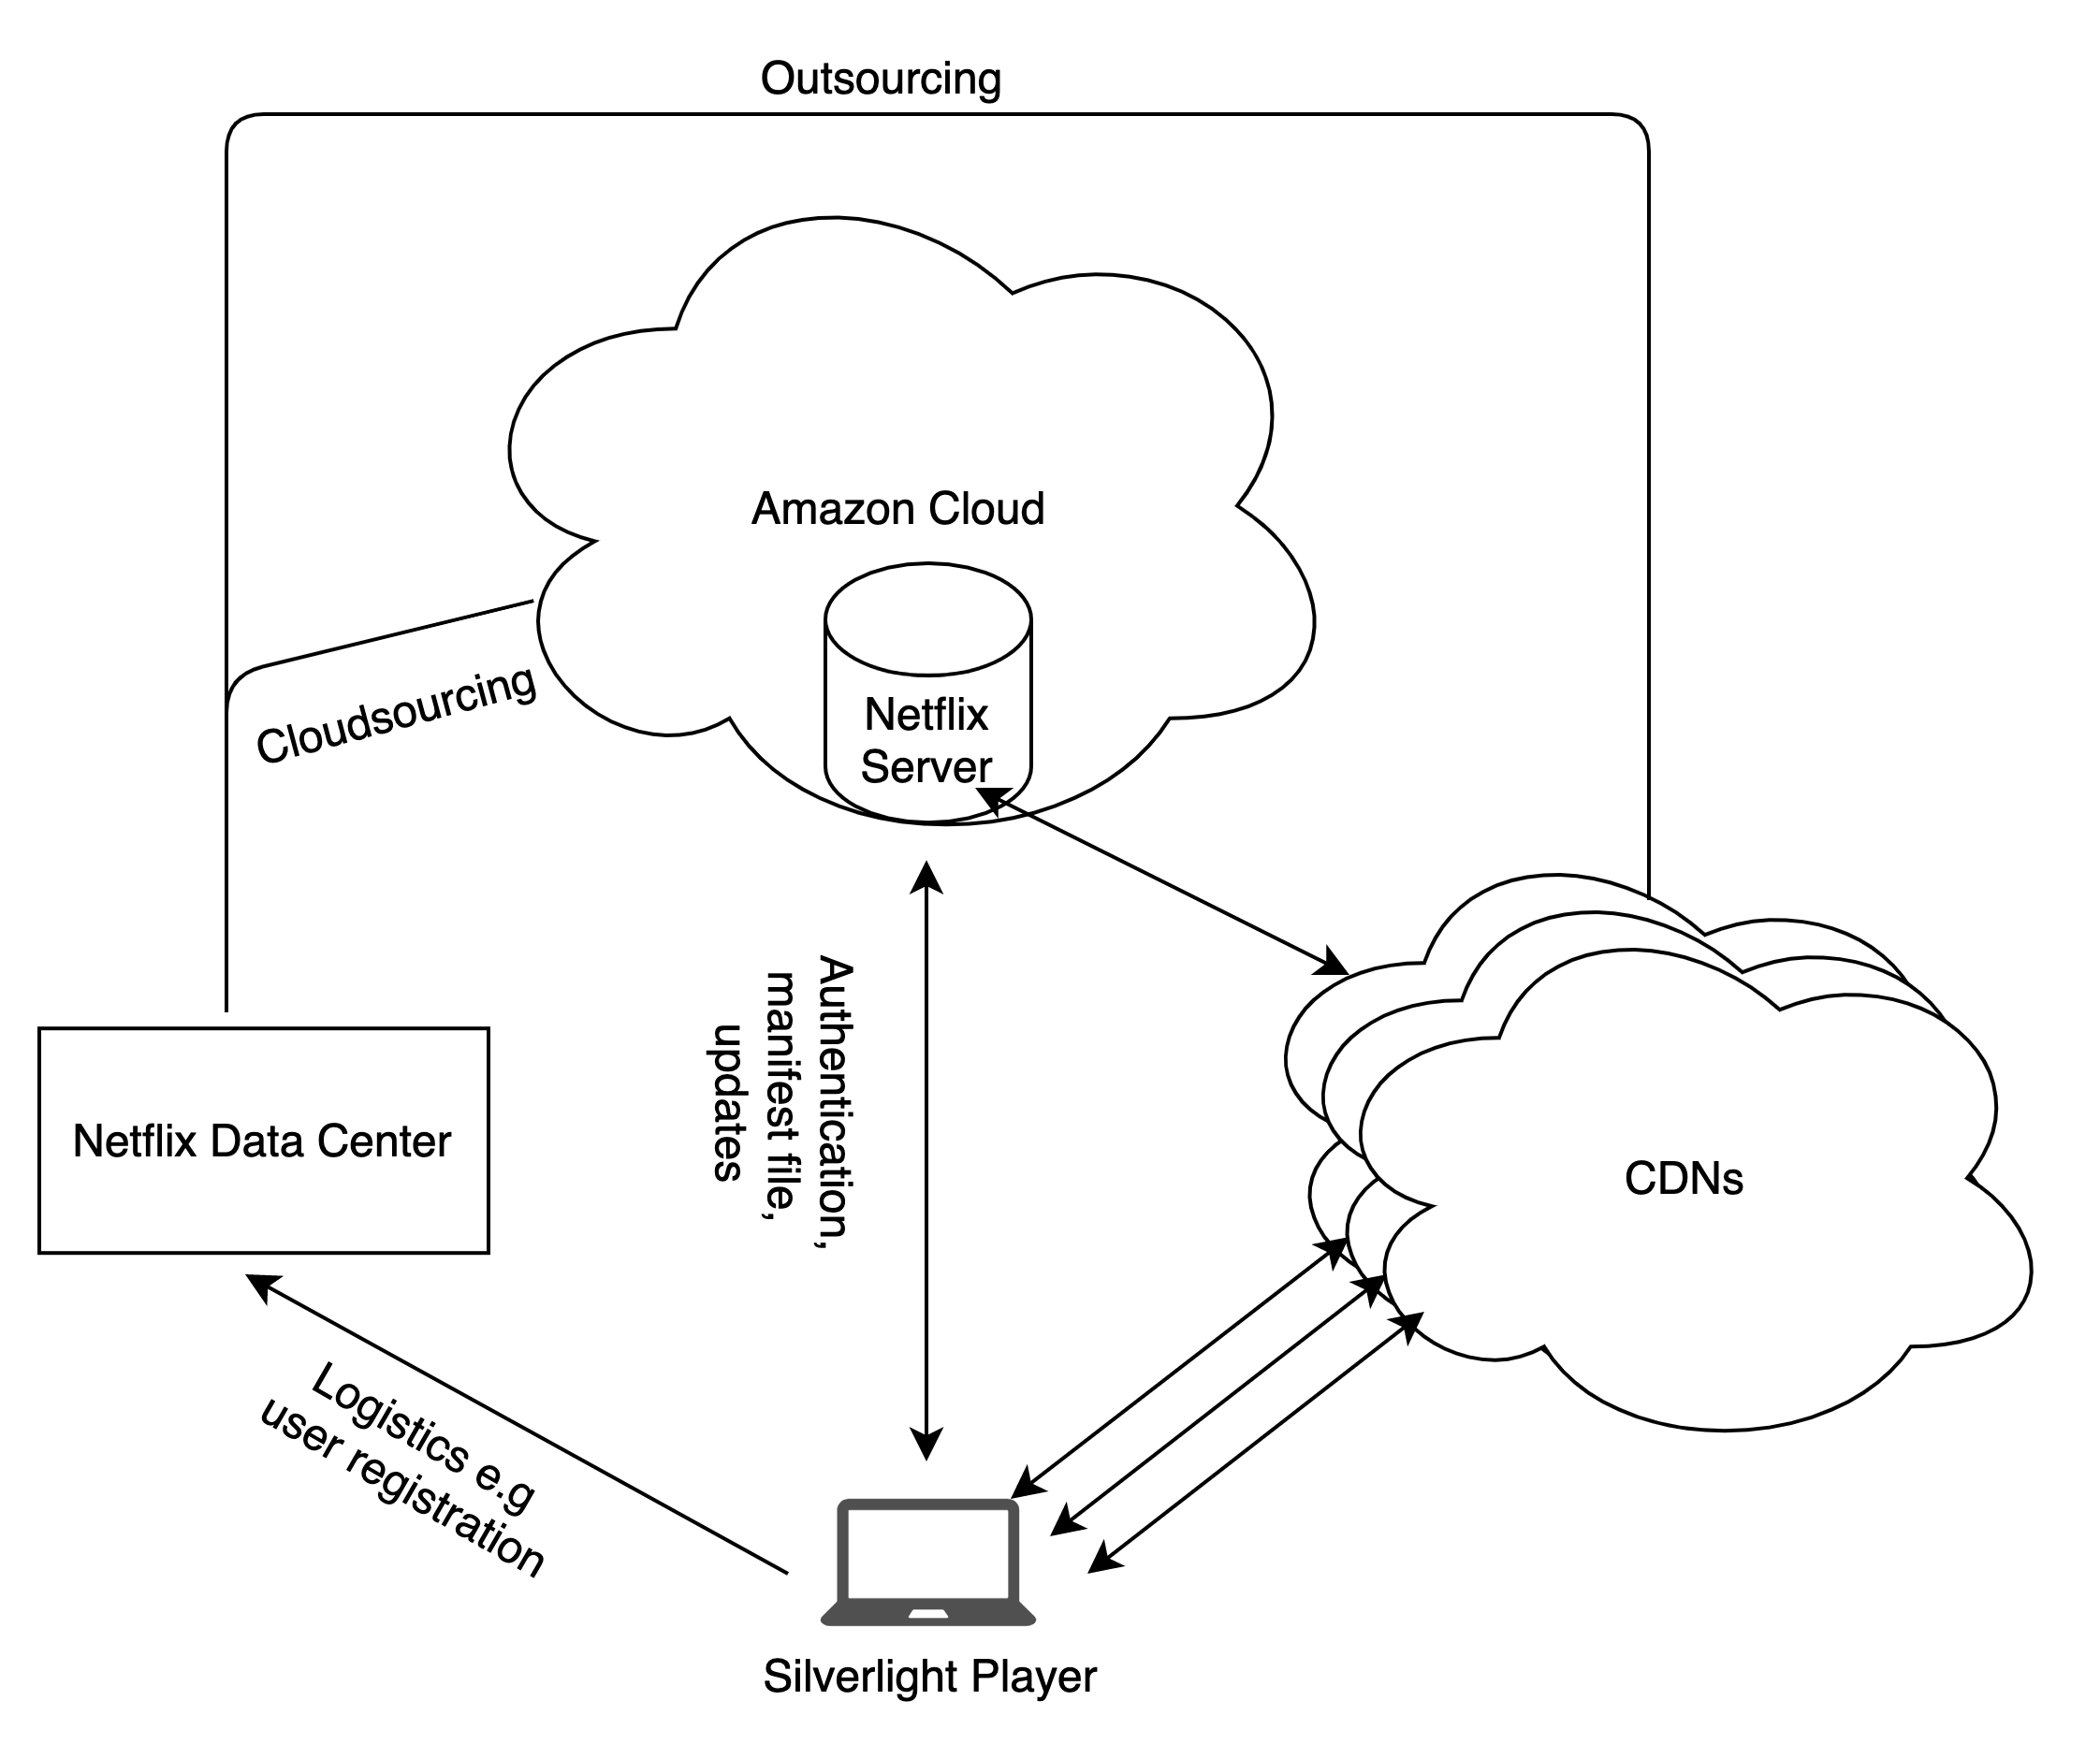 Outsourcing
Amazon Cloud
Netflix
Server
Cloudsourcing
Authentication,
manifest file,
updates
Netflix Data Center
CDNs
Logistics e.g
user registration
Silverlight Player